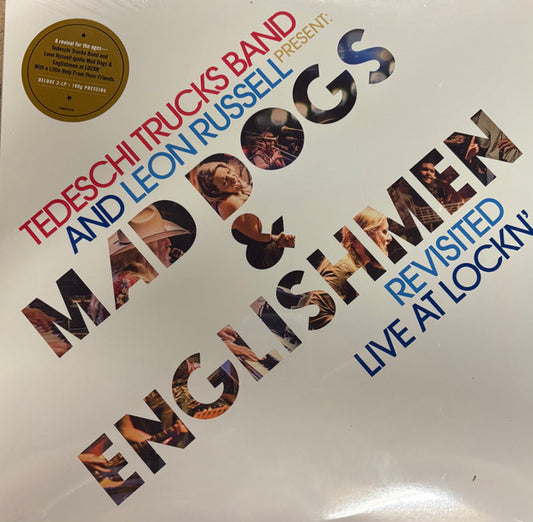 A revival for the ages—
Tedeschi Trucks Band and
Leon Russell ignite Mad Dogs &
Englishmen at LOCKN'
With a Little Help From Their Friends.
DELUXE 2-LP • 180g PRESSING
TEDESCHI TRUCKS BAND
AND LEON RUSSELL PRESENT:
MAD DOGS
&
ENGLISHMEN
REVISITED
LIVE AT LOCKN'